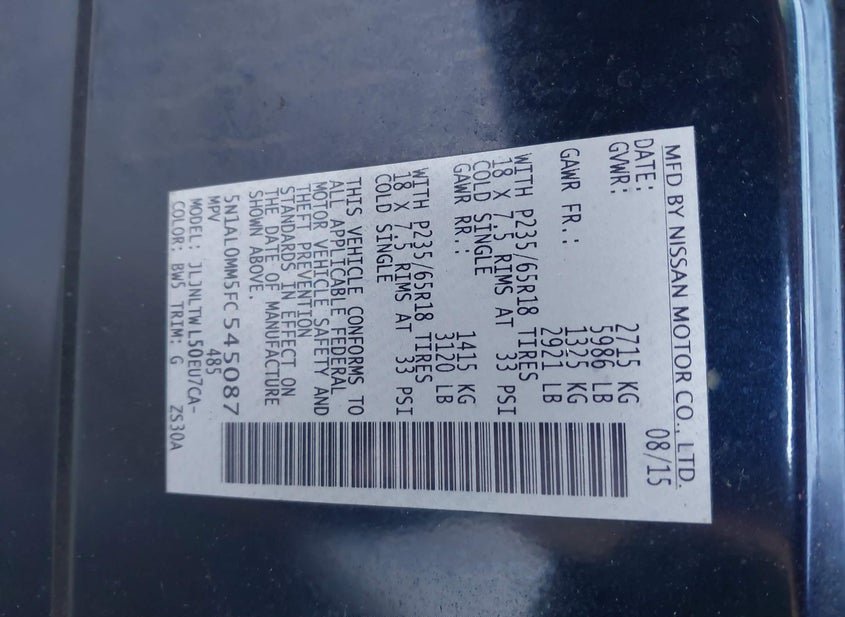 MFD BY NISSAN MOTOR CO., LTD.
DATE: 08/15
GVWR: 2715 KG
5986 LB
GAWR FR.: 1325 KG
2921 LB
WITH P235/65R18 TIRES
18 X 7.5 RIMS AT 33 PSI
COLD SINGLE
GAWR RR.: 1415 KG
3120 LB
WITH P235/65R18 TIRES
18 X 7.5 RIMS AT 33 PSI
COLD SINGLE
THIS VEHICLE CONFORMS TO
ALL APPLICABLE FEDERAL
MOTOR VEHICLE SAFETY AND
THEFT PREVENTION
STANDARDS IN EFFECT ON
THE DATE OF MANUFACTURE
SHOWN ABOVE.
5N1AL0MM5FC545087
MPV 485
MODEL: JLJNLTWL50EU7CA-
COLOR: BW5 TRIM: G ZS30A